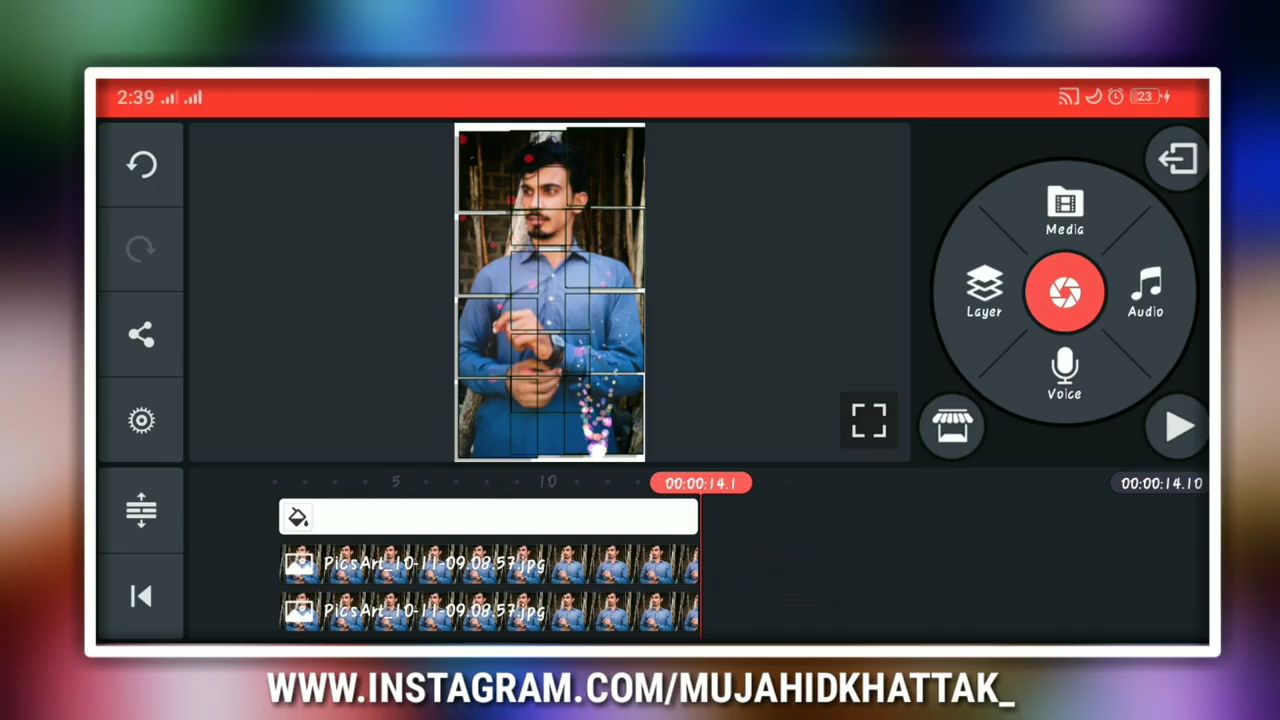 2:39
23
Media
Layer
Audio
Voice
5
10
00:00:14.1
00:00:14.10
PicsArt_10-11-09.08.57.jpg
PicsArt_10-11-09.08.57.jpg
WWW.INSTAGRAM.COM/MUJAHIDKHATTAK_